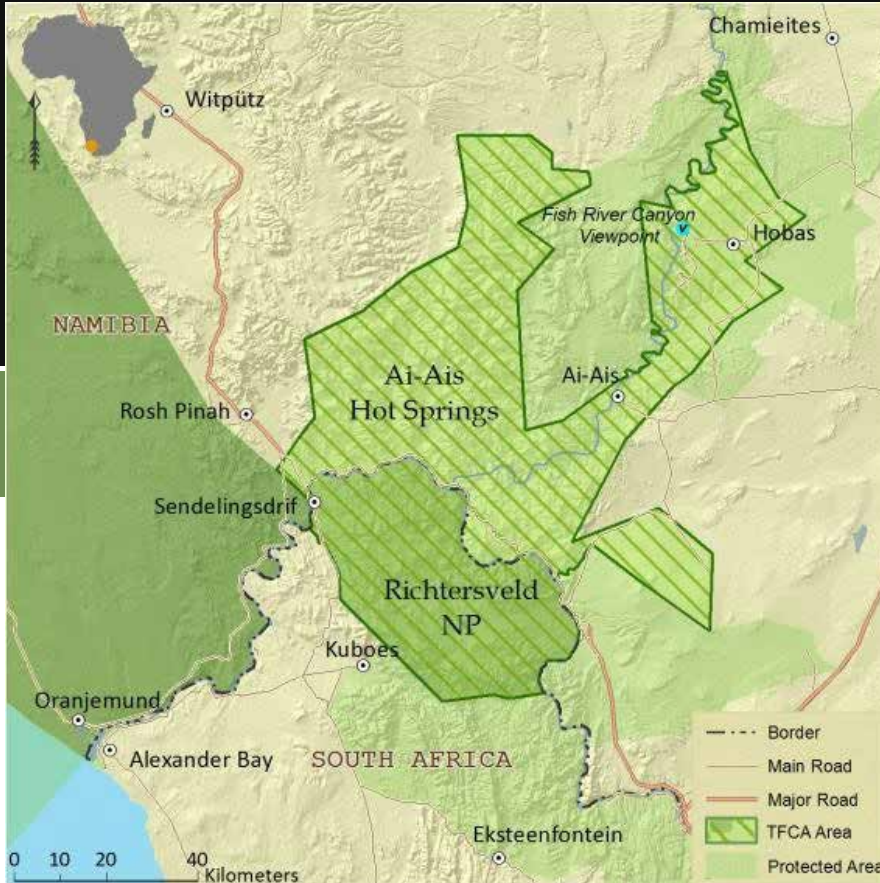 Chamieites
Witpütz
Fish River Canyon
Viewpoint
V
Hobas
NAMIBIA
Ai-Ais
Hot Springs
Ai-Ais
Rosh Pinah
Sendelingsdrif
Richtersveld
NP
Kuboes
Oranjemund
Alexander Bay
SOUTH AFRICA
Eksteenfontein
Border
Main Road
Major Road
TFCA Area
Protected Area
0 10 20 40
Kilometers